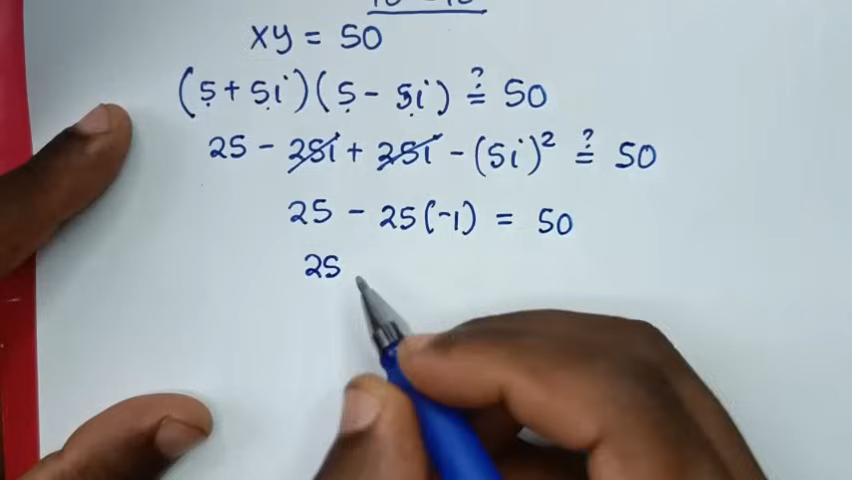 xy = 50
(5 + 5i)(5 - 5i) ≟ 50
25 - 25i + 25i - (5i)² ≟ 50
25 - 25(-1) = 50
25